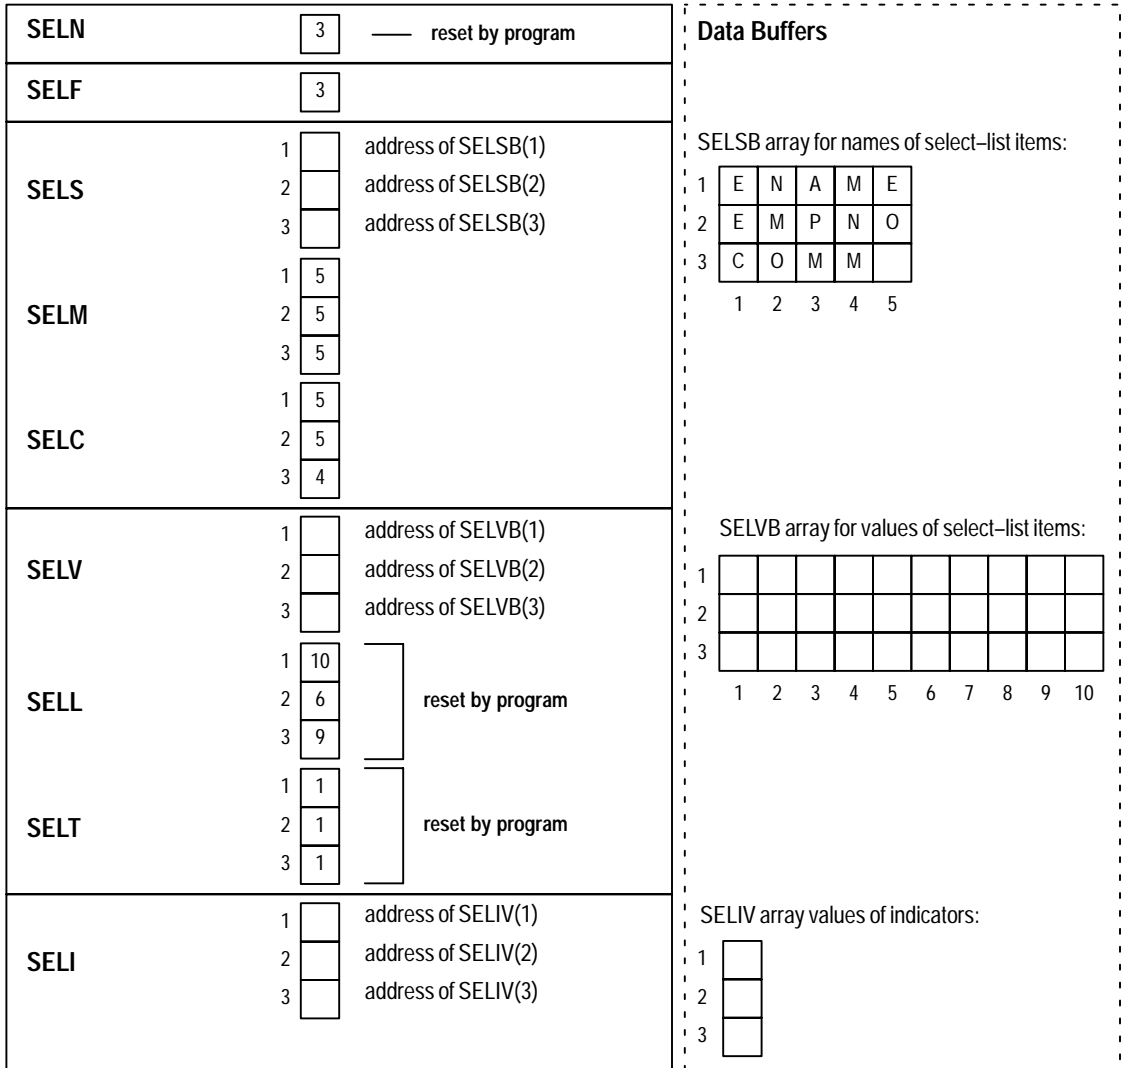 SELN 3 reset by program
SELF 3
SELS
1 address of SELSB(1)
2 address of SELSB(2)
3 address of SELSB(3)
SELM
1 5
2 5
3 5
SELC
1 5
2 5
3 4
SELV
1 address of SELVB(1)
2 address of SELVB(2)
3 address of SELVB(3)
SELL
1 10
2 6 reset by program
3 9
SELT
1 1
2 1 reset by program
3 1
SELI
1 address of SELIV(1)
2 address of SELIV(2)
3 address of SELIV(3)
Data Buffers
SELSB array for names of select–list items:
1 E N A M E
2 E M P N O
3 C O M M
1 2 3 4 5
SELVB array for values of select–list items:
1
2
3
1 2 3 4 5 6 7 8 9 10
SELIV array values of indicators:
1
2
3